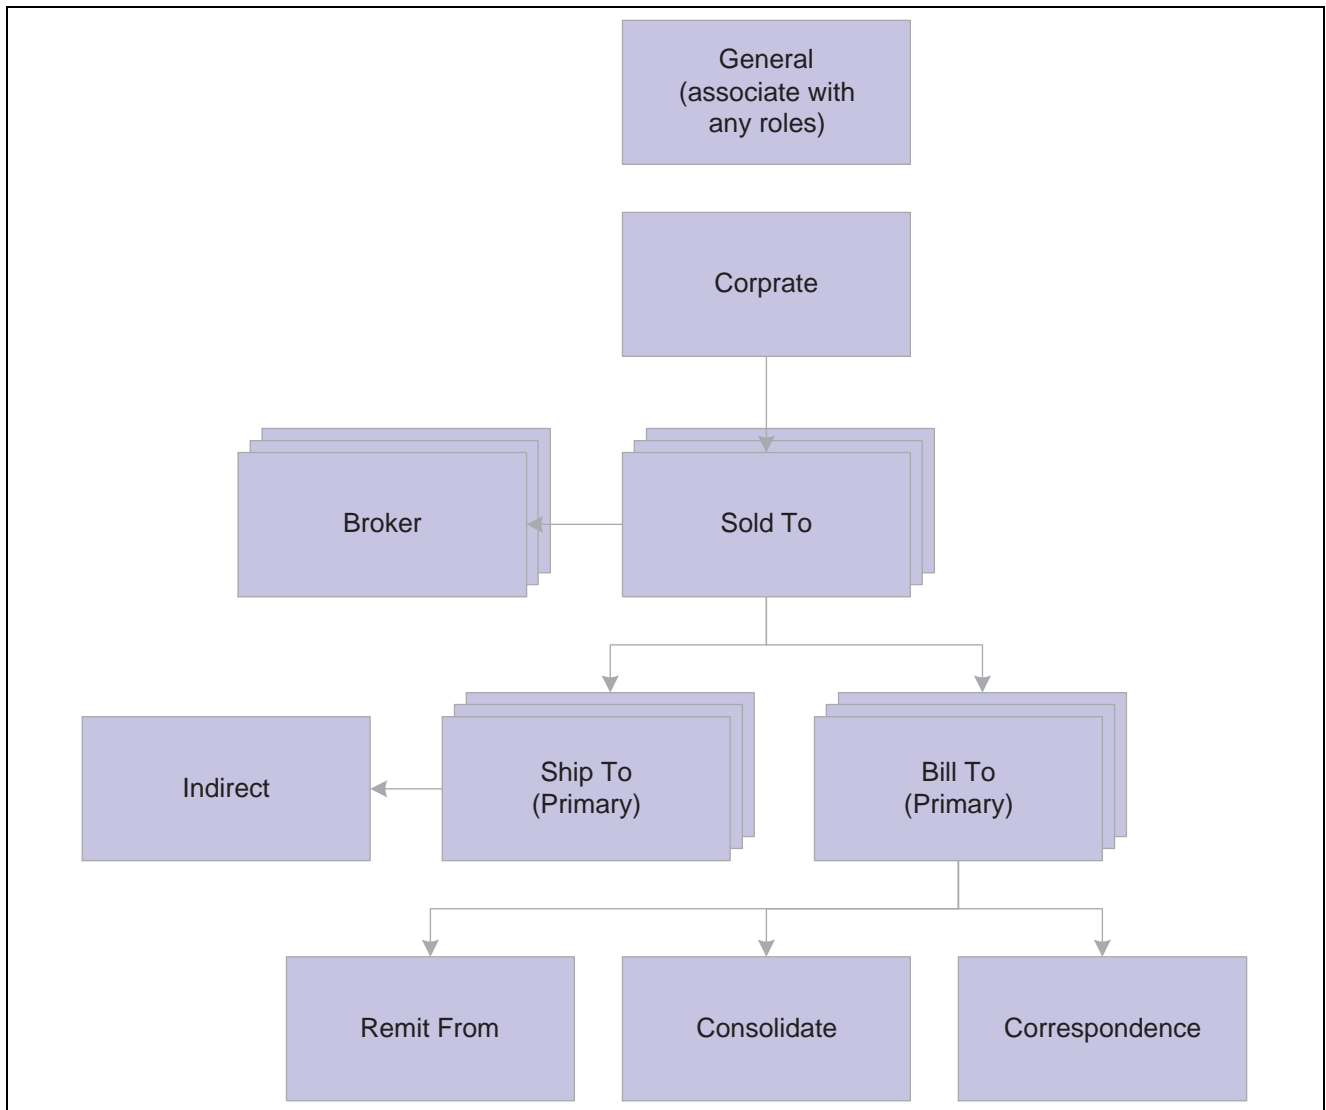 General
(associate with
any roles)
Corprate
Broker
Sold To
Indirect
Ship To
(Primary)
Bill To
(Primary)
Remit From
Consolidate
Correspondence